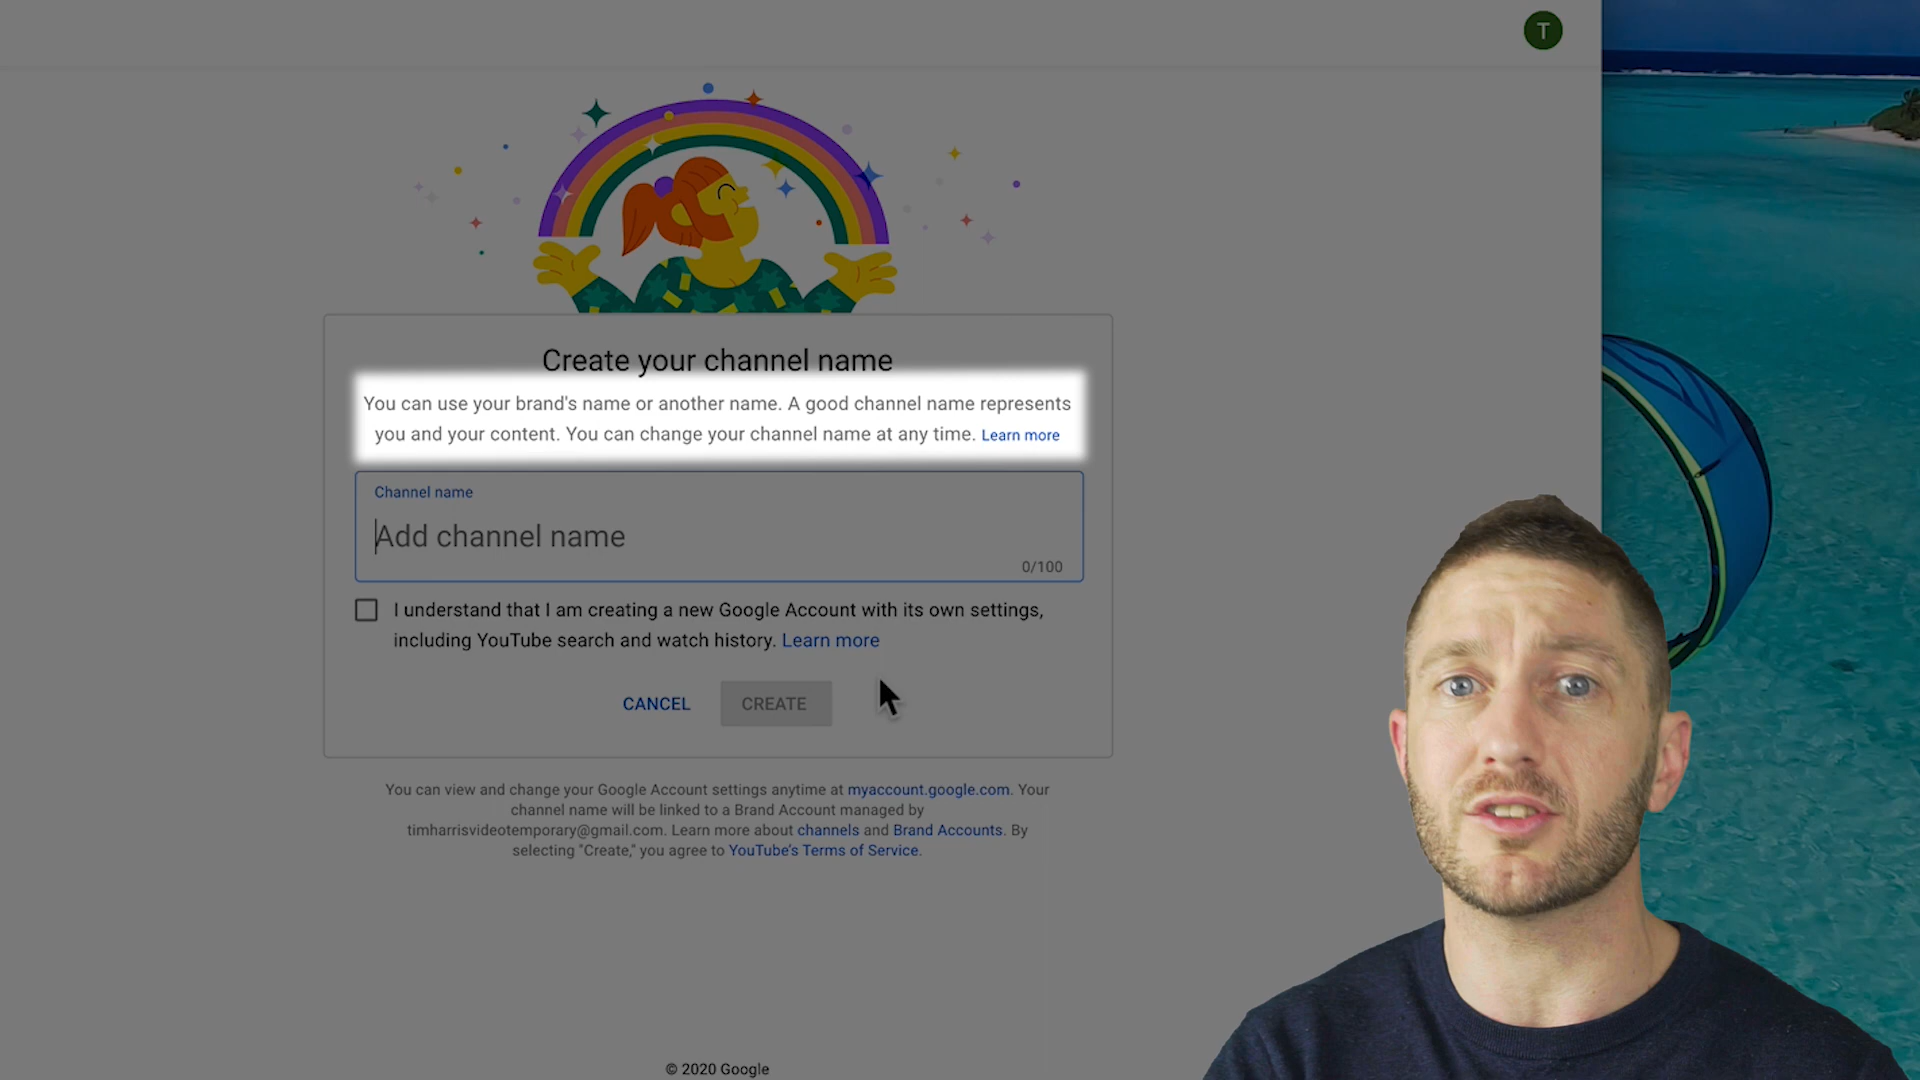 T
Create your channel name
You can use your brand's name or another name. A good channel name represents
you and your content. You can change your channel name at any time. Learn more
Channel name
Add channel name
0/100
I understand that I am creating a new Google Account with its own settings,
including YouTube search and watch history. Learn more
CANCEL CREATE
You can view and change your Google Account settings anytime at myaccount.google.com. Your
channel name will be linked to a Brand Account managed by
timharrisvideotemporary@gmail.com. Learn more about channels and Brand Accounts. By
selecting "Create," you agree to YouTube's Terms of Service.
© 2020 Google